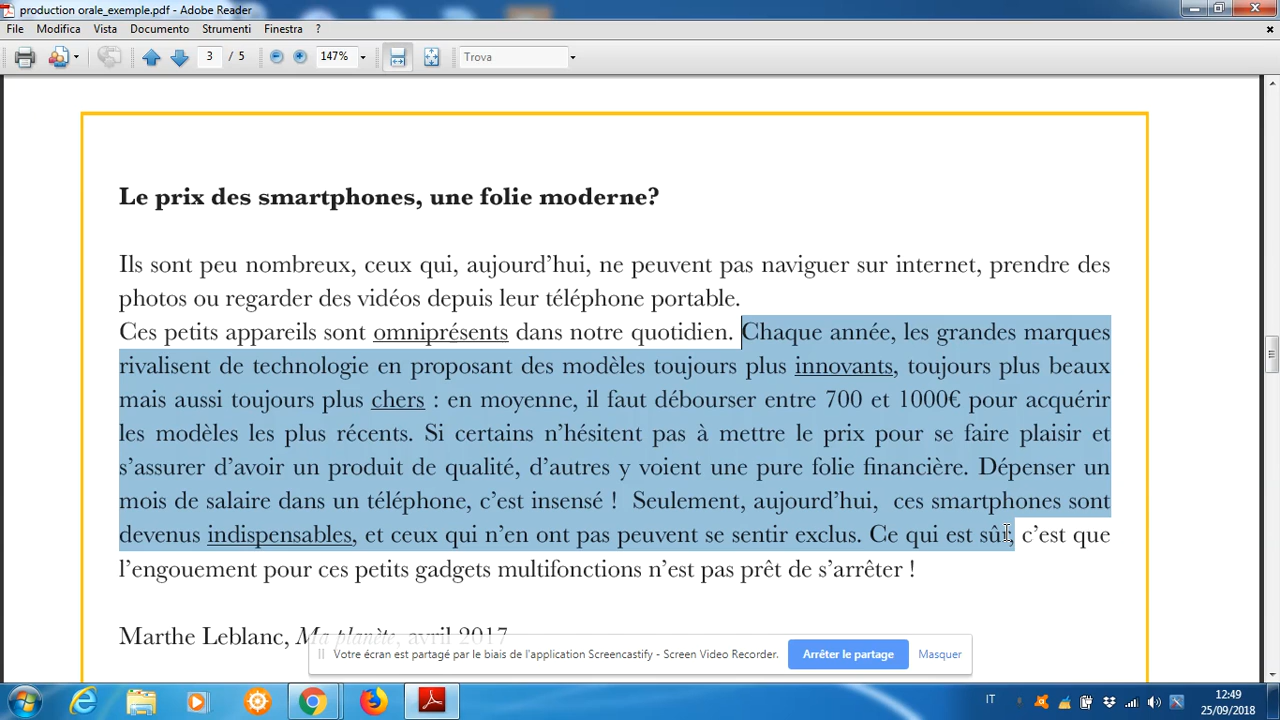 production orale_exemple.pdf - Adobe Reader
File Modifica Vista Documento Strumenti Finestra ?
3 / 5 147% Trova
Le prix des smartphones, une folie moderne?
Ils sont peu nombreux, ceux qui, aujourd’hui, ne peuvent pas naviguer sur internet, prendre des
photos ou regarder des vidéos depuis leur téléphone portable.
Ces petits appareils sont omniprésents dans notre quotidien. Chaque année, les grandes marques
rivalisent de technologie en proposant des modèles toujours plus innovants, toujours plus beaux
mais aussi toujours plus chers : en moyenne, il faut débourser entre 700 et 1000€ pour acquérir
les modèles les plus récents. Si certains n’hésitent pas à mettre le prix pour se faire plaisir et
s’assurer d’avoir un produit de qualité, d’autres y voient une pure folie financière. Dépenser un
mois de salaire dans un téléphone, c’est insensé ! Seulement, aujourd’hui, ces smartphones sont
devenus indispensables, et ceux qui n’en ont pas peuvent se sentir exclus. Ce qui est sûr, c’est que
l’engouement pour ces petits gadgets multifonctions n’est pas prêt de s’arrêter !
Marthe Leblanc, Ma planète, avril 2017
Votre écran est partagé par le biais de l'application Screencastify - Screen Video Recorder. Arrêter le partage Masquer
IT 12:49
25/09/2018